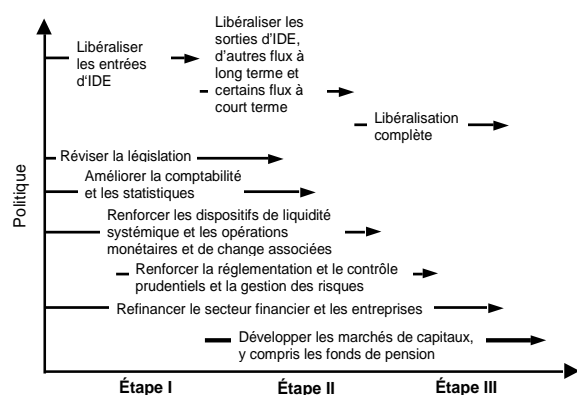 Libéraliser
les entrées
d'IDE
Libéraliser les
sorties d'IDE,
d'autres flux à
long terme et
certains flux à
court terme
Libéralisation
complète
Réviser la législation
Améliorer la comptabilité
et les statistiques
Renforcer les dispositifs de liquidité
systémique et les opérations
monétaires et de change associées
Renforcer la réglementation et le contrôle
prudentiels et la gestion des risques
Refinancer le secteur financier et les entreprises
Développer les marchés de capitaux,
y compris les fonds de pension
Politique
Étape I
Étape II
Étape III